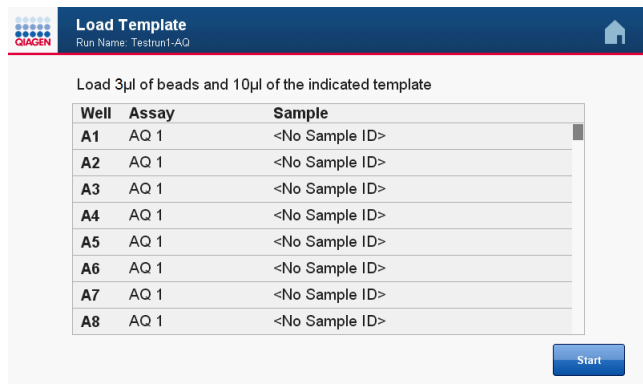 QIAGEN
Load Template
Run Name: Testrun1-AQ
Load 3µl of beads and 10µl of the indicated template
Well Assay Sample
A1 AQ 1 <No Sample ID>
A2 AQ 1 <No Sample ID>
A3 AQ 1 <No Sample ID>
A4 AQ 1 <No Sample ID>
A5 AQ 1 <No Sample ID>
A6 AQ 1 <No Sample ID>
A7 AQ 1 <No Sample ID>
A8 AQ 1 <No Sample ID>
Start